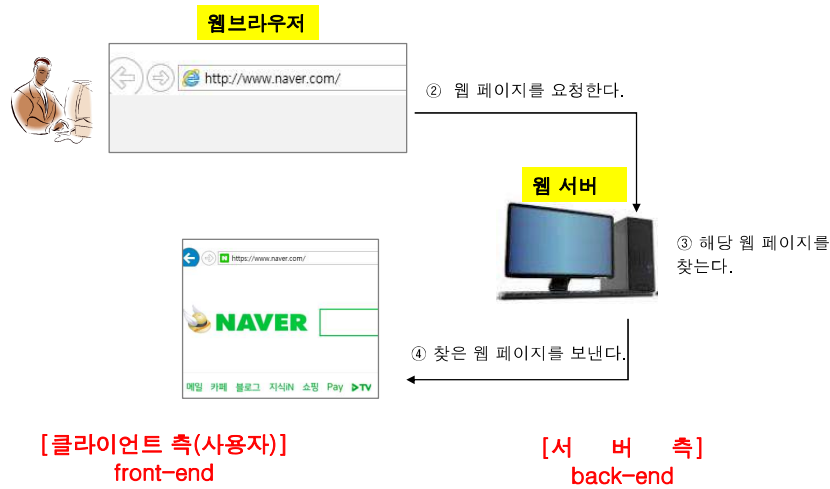 웹브라우저
http://www.naver.com/
② 웹 페이지를 요청한다.
웹 서버
③ 해당 웹 페이지를
찾는다.
https://www.naver.com/
NAVER
④ 찾은 웹 페이지를 보낸다.
메일 카페 블로그 지식iN 쇼핑 Pay ▷TV
[클라이언트 측(사용자)]
front-end
[서 버 측]
back-end